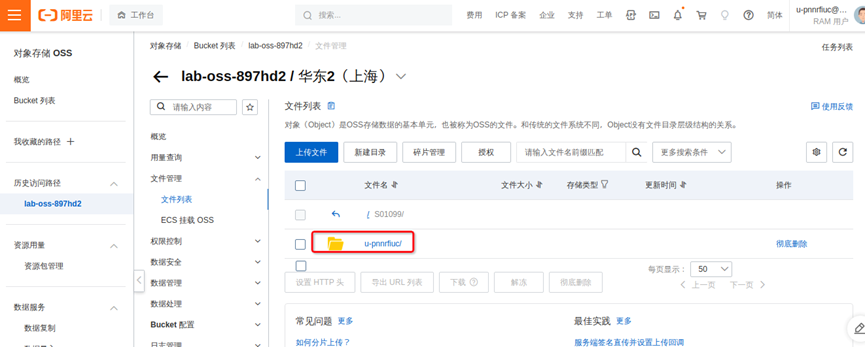 阿里云 工作台 搜索... 费用 ICP 备案 企业 支持 工单 简体 u-pnnrfiuc@...
RAM 用户
对象存储 OSS
概览
Bucket 列表
我收藏的路径
历史访问路径
lab-oss-897hd2
资源用量
资源包管理
数据服务
数据复制
对象存储 / Bucket 列表 / lab-oss-897hd2 / 文件管理
任务列表
lab-oss-897hd2 / 华东2（上海）
请输入内容
概览
用量查询
文件管理
文件列表
ECS 挂载 OSS
权限控制
数据安全
数据管理
数据处理
Bucket 配置
日志管理
文件列表
使用反馈
对象（Object）是OSS存储数据的基本单元，也被称为OSS的文件。和传统的文件系统不同，Object没有文件目录层级结构的关系。
上传文件 新建目录 碎片管理 授权 请输入文件名前缀匹配 更多搜索条件
文件名 文件大小 存储类型 更新时间 操作
/ S01099/
u-pnnrfiuc/ 彻底删除
每页显示： 50
设置 HTTP 头 导出 URL 列表 下载 解冻 彻底删除 上一页 下一页
常见问题 更多
如何分片上传？
最佳实践 更多
服务端签名直传并设置上传回调